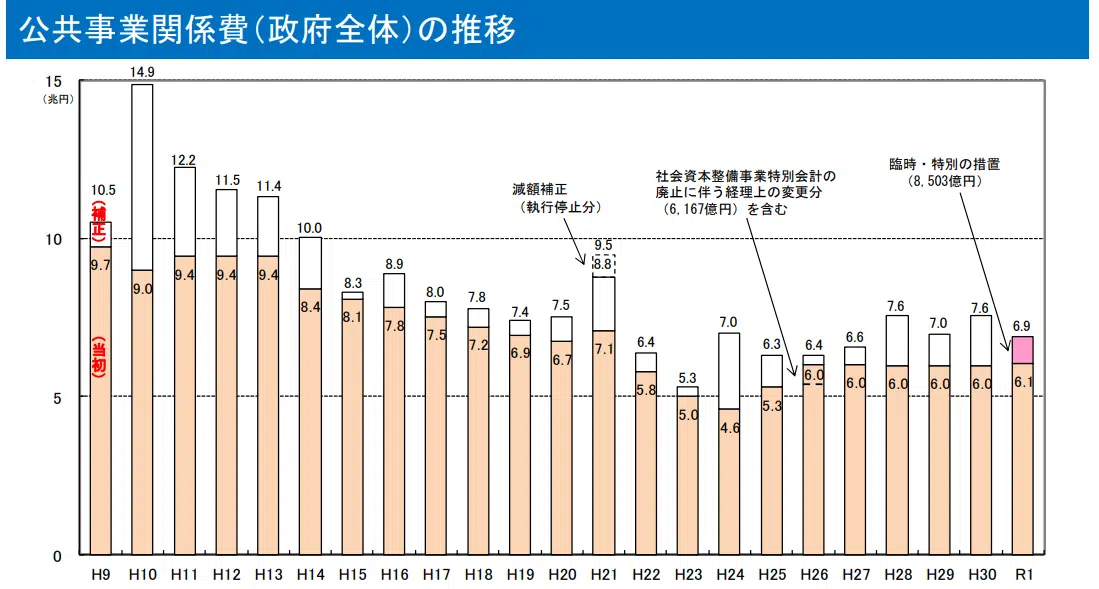 公共事業関係費（政府全体）の推移
15
（兆円）
10
5
0
10.5
14.9
12.2
11.5
11.4
10.0
8.3
8.9
8.0
7.8
7.4
7.5
9.5
8.8
6.4
5.3
7.0
6.3
6.4
6.6
7.6
7.0
7.6
6.9
（補正）
（当初）
減額補正
（執行停止分）
社会資本整備事業特別会計の
廃止に伴う経理上の変更分
（6,167億円）を含む
臨時・特別の措置
（8,503億円）
9.7
9.0
9.4
9.4
9.4
8.4
8.1
7.8
7.5
7.2
6.9
6.7
7.1
5.8
5.0
4.6
5.3
6.0
6.0
6.0
6.0
6.0
6.1
H9
H10
H11
H12
H13
H14
H15
H16
H17
H18
H19
H20
H21
H22
H23
H24
H25
H26
H27
H28
H29
H30
R1